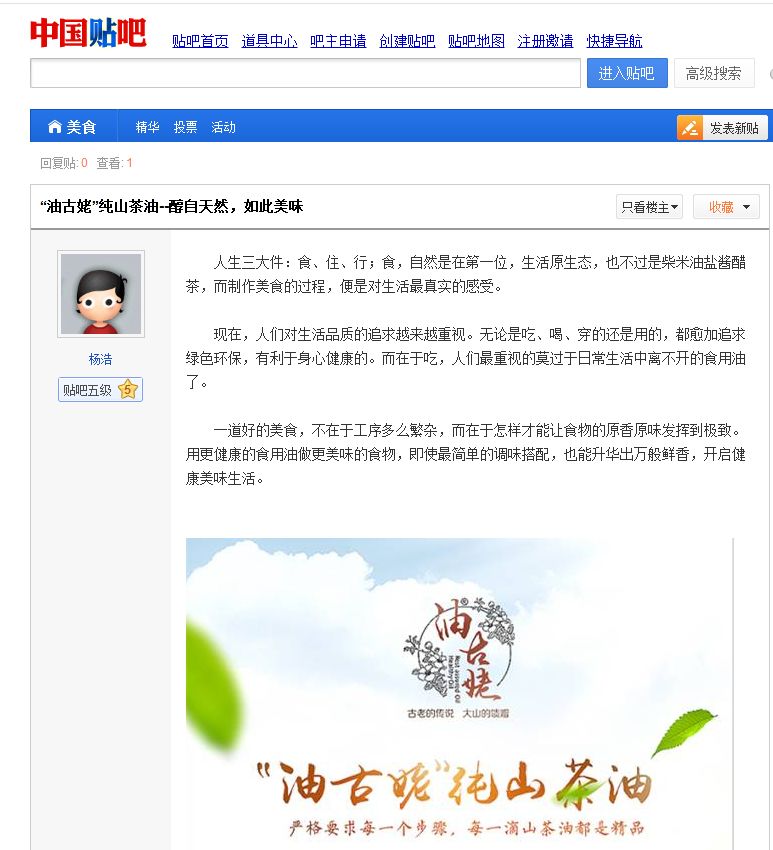 中国贴吧
贴吧首页 道具中心 吧主申请 创建贴吧 贴吧地图 注册邀请 快捷导航
进入贴吧 高级搜索
美食 精华 投票 活动 发表新贴
回复贴:0 查看:1
“油古姥”纯山茶油--醇自天然，如此美味
只看楼主 收藏
杨浩
贴吧五级 5
人生三大件：食、住、行；食，自然是在第一位，生活原生态，也不过是柴米油盐酱醋
茶，而制作美食的过程，便是对生活最真实的感受。
现在，人们对生活品质的追求越来越重视。无论是吃、喝、穿的还是用的，都愈加追求
绿色环保，有利于身心健康的。而在于吃，人们最重视的莫过于日常生活中离不开的食用油
了。
一道好的美食，不在于工序多么繁杂，而在于怎样才能让食物的原香原味发挥到极致。
用更健康的食用油做更美味的食物，即使最简单的调味搭配，也能升华出万般鲜香，开启健
康美味生活。
油古姥®
Most assured Oil
Healthy Oil
古老的传说 大山的馈赠
“油古姥”纯山茶油
严格要求每一个步骤，每一滴山茶油都是精品